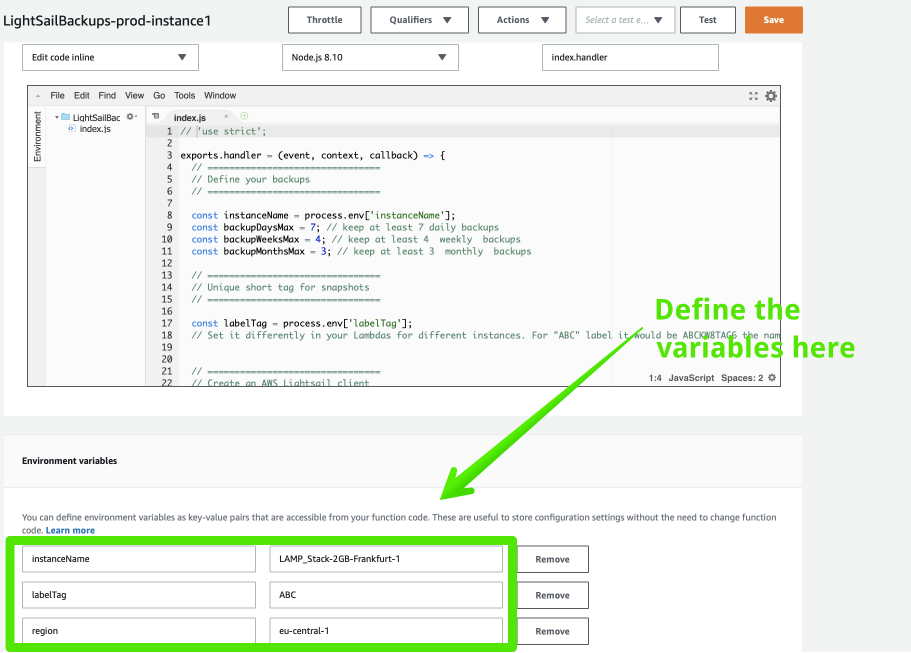 LightSailBackups-prod-instance1
Throttle
Qualifiers
Actions
Select a test e...
Test
Save
Edit code inline
Node.js 8.10
index.handler
File Edit Find View Go Tools Window
Environment
LightSailBac
index.js
index.js
1 // 'use strict';
2
3 exports.handler = (event, context, callback) => {
4 // ==============================
5 // Define your backups
6 // ==============================
7
8 const instanceName = process.env['instanceName'];
9 const backupDaysMax = 7; // keep at least 7 daily backups
10 const backupWeeksMax = 4; // keep at least 4  weekly  backups
11 const backupMonthsMax = 3; // keep at least 3  monthly  backups
12
13 // ==============================
14 // Unique short tag for snapshots
15 // ==============================
16
17 const labelTag = process.env['labelTag'];
18 // Set it differently in your Lambdas for different instances. For "ABC" label it would be the nam
19
20
21 // ==============================
22 // Create an AWS Lightsail client
1:4 JavaScript Spaces: 2
Define the
variables here
Environment variables
You can define environment variables as key-value pairs that are accessible from your function code. These are useful to store configuration settings without the need to change function
code. Learn more
instanceName LAMP_Stack-2GB-Frankfurt-1 Remove
labelTag ABC Remove
region eu-central-1 Remove